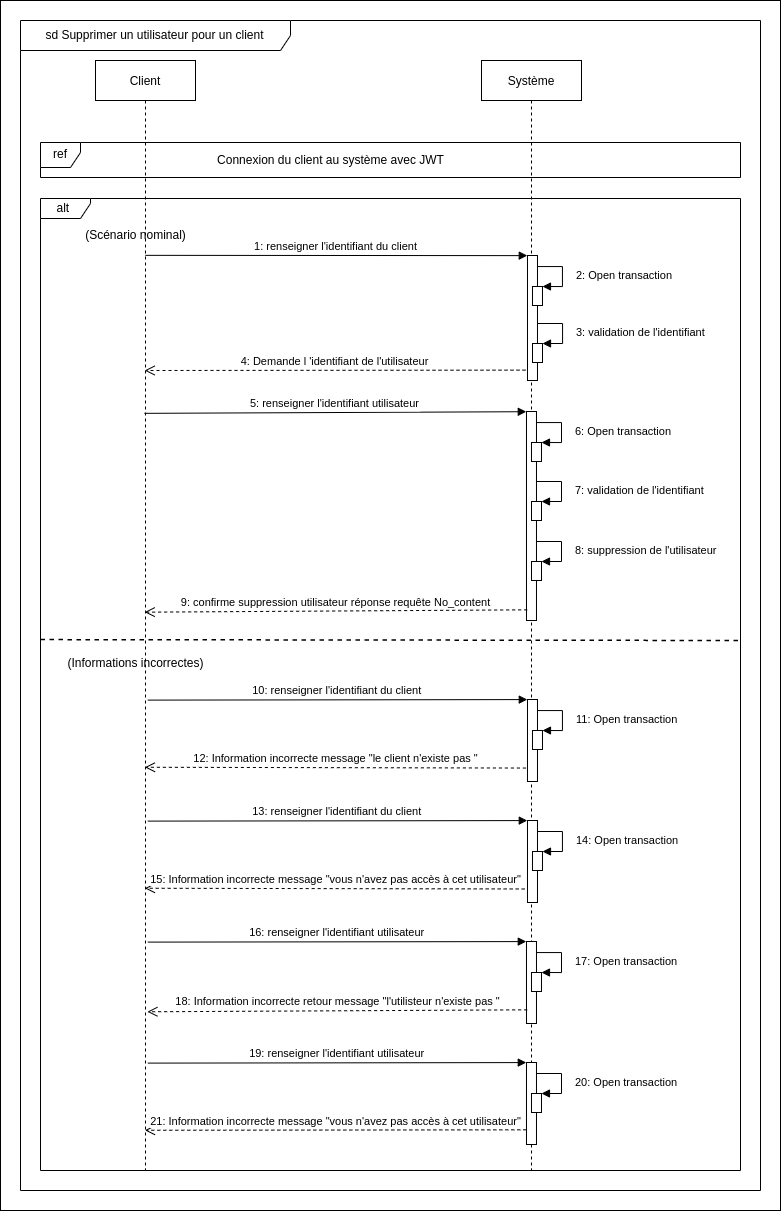 sd Supprimer un utilisateur pour un client
Client
Système
ref
Connexion du client au système avec JWT
alt
(Scénario nominal)
1: renseigner l'identifiant du client
2: Open transaction
3: validation de l'identifiant
4: Demande l 'identifiant de l'utilisateur
5: renseigner l'identifiant utilisateur
6: Open transaction
7: validation de l'identifiant
8: suppression de l'utilisateur
9: confirme suppression utilisateur réponse requête No_content
(Informations incorrectes)
10: renseigner l'identifiant du client
11: Open transaction
12: Information incorrecte message "le client n'existe pas "
13: renseigner l'identifiant du client
14: Open transaction
15: Information incorrecte message "vous n'avez pas accès à cet utilisateur"
16: renseigner l'identifiant utilisateur
17: Open transaction
18: Information incorrecte retour message "l'utilisteur n'existe pas "
19: renseigner l'identifiant utilisateur
20: Open transaction
21: Information incorrecte message "vous n'avez pas accès à cet utilisateur"